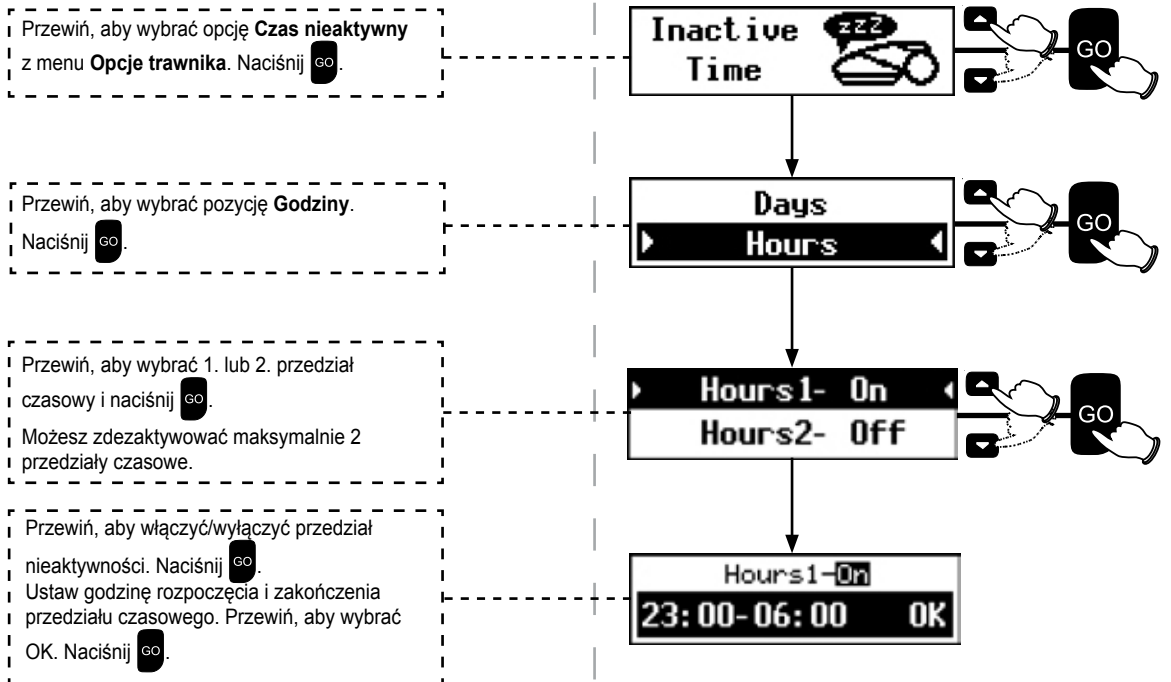 Przewiń, aby wybrać opcję Czas nieaktywny
z menu Opcje trawnika. Naciśnij GO.
Inactive zzZ
Time
GO
Przewiń, aby wybrać pozycję Godziny.
Naciśnij GO.
Days
Hours
GO
Przewiń, aby wybrać 1. lub 2. przedział
czasowy i naciśnij GO.
Możesz zdezaktywować maksymalnie 2
przedziały czasowe.
Hours1- On
Hours2- Off
GO
Przewiń, aby włączyć/wyłączyć przedział
nieaktywności. Naciśnij GO.
Ustaw godzinę rozpoczęcia i zakończenia
przedziału czasowego. Przewiń, aby wybrać
OK. Naciśnij GO.
Hours1-On
23:00-06:00 OK